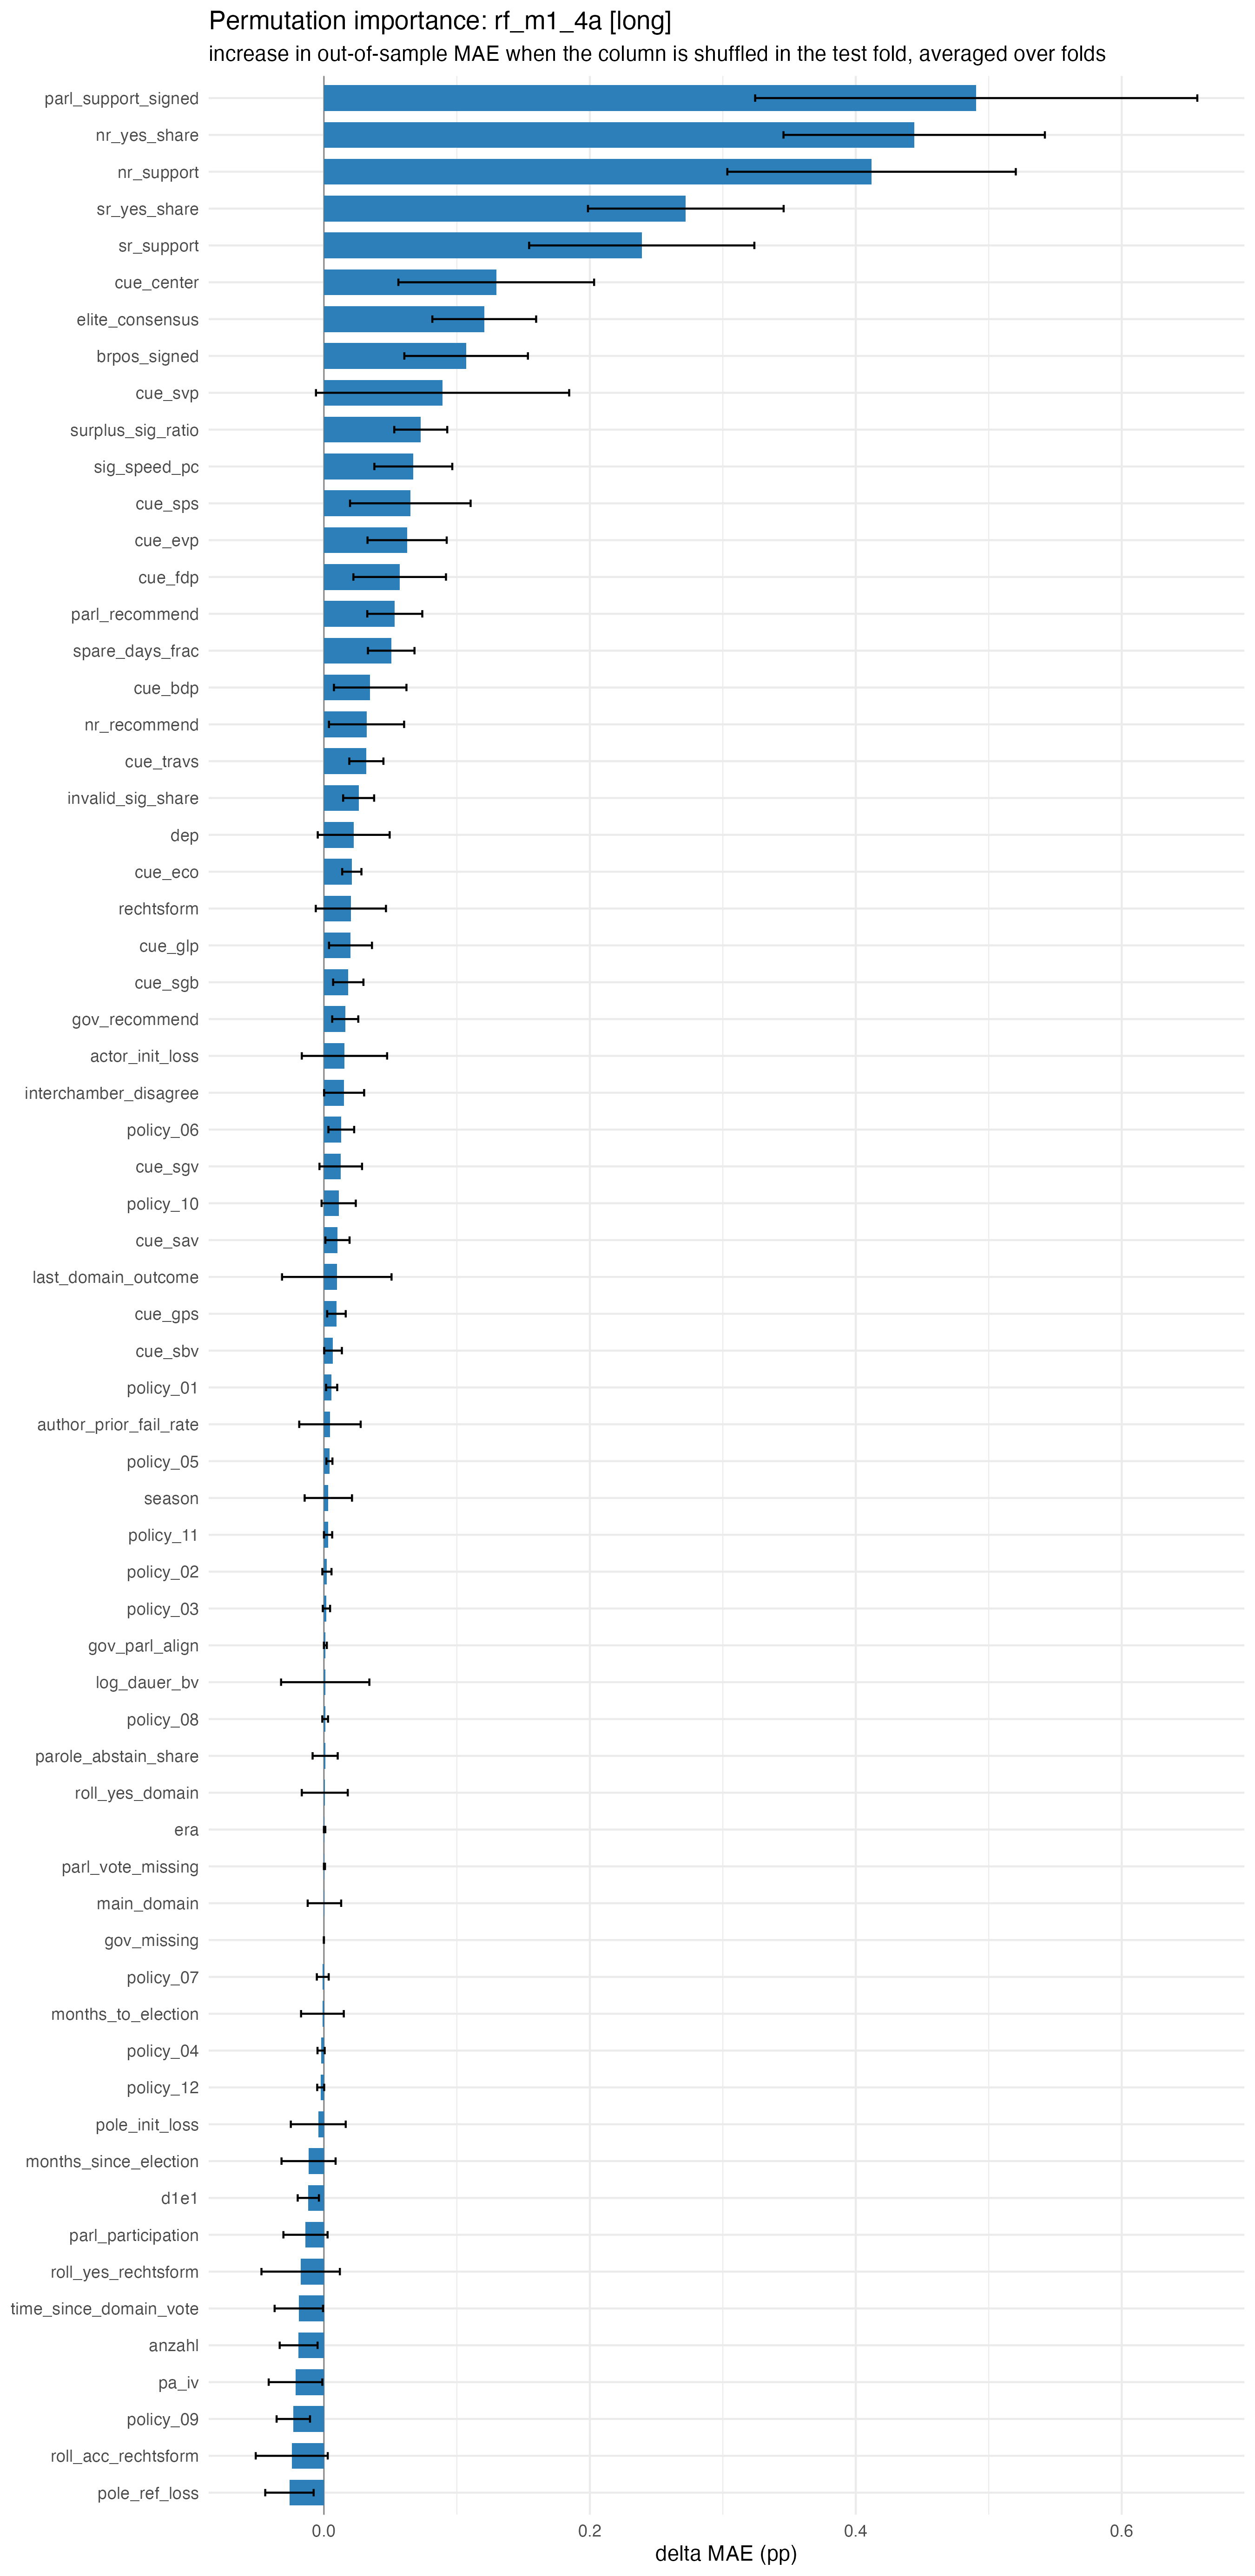 Permutation importance: rf_m1_4a [long]
increase in out-of-sample MAE when the column is shuffled in the test fold, averaged over folds
parl_support_signed
nr_yes_share
nr_support
sr_yes_share
sr_support
cue_center
elite_consensus
brpos_signed
cue_svp
surplus_sig_ratio
sig_speed_pc
cue_sps
cue_evp
cue_fdp
parl_recommend
spare_days_frac
cue_bdp
nr_recommend
cue_travs
invalid_sig_share
dep
cue_eco
rechtsform
cue_glp
cue_sgb
gov_recommend
actor_init_loss
interchamber_disagree
policy_06
cue_sgv
policy_10
cue_sav
last_domain_outcome
cue_gps
cue_sbv
policy_01
author_prior_fail_rate
policy_05
season
policy_11
policy_02
policy_03
gov_parl_align
log_dauer_bv
policy_08
parole_abstain_share
roll_yes_domain
era
parl_vote_missing
main_domain
gov_missing
policy_07
months_to_election
policy_04
policy_12
pole_init_loss
months_since_election
d1e1
parl_participation
roll_yes_rechtsform
time_since_domain_vote
anzahl
pa_iv
policy_09
roll_acc_rechtsform
pole_ref_loss
0.0 0.2 0.4 0.6
delta MAE (pp)